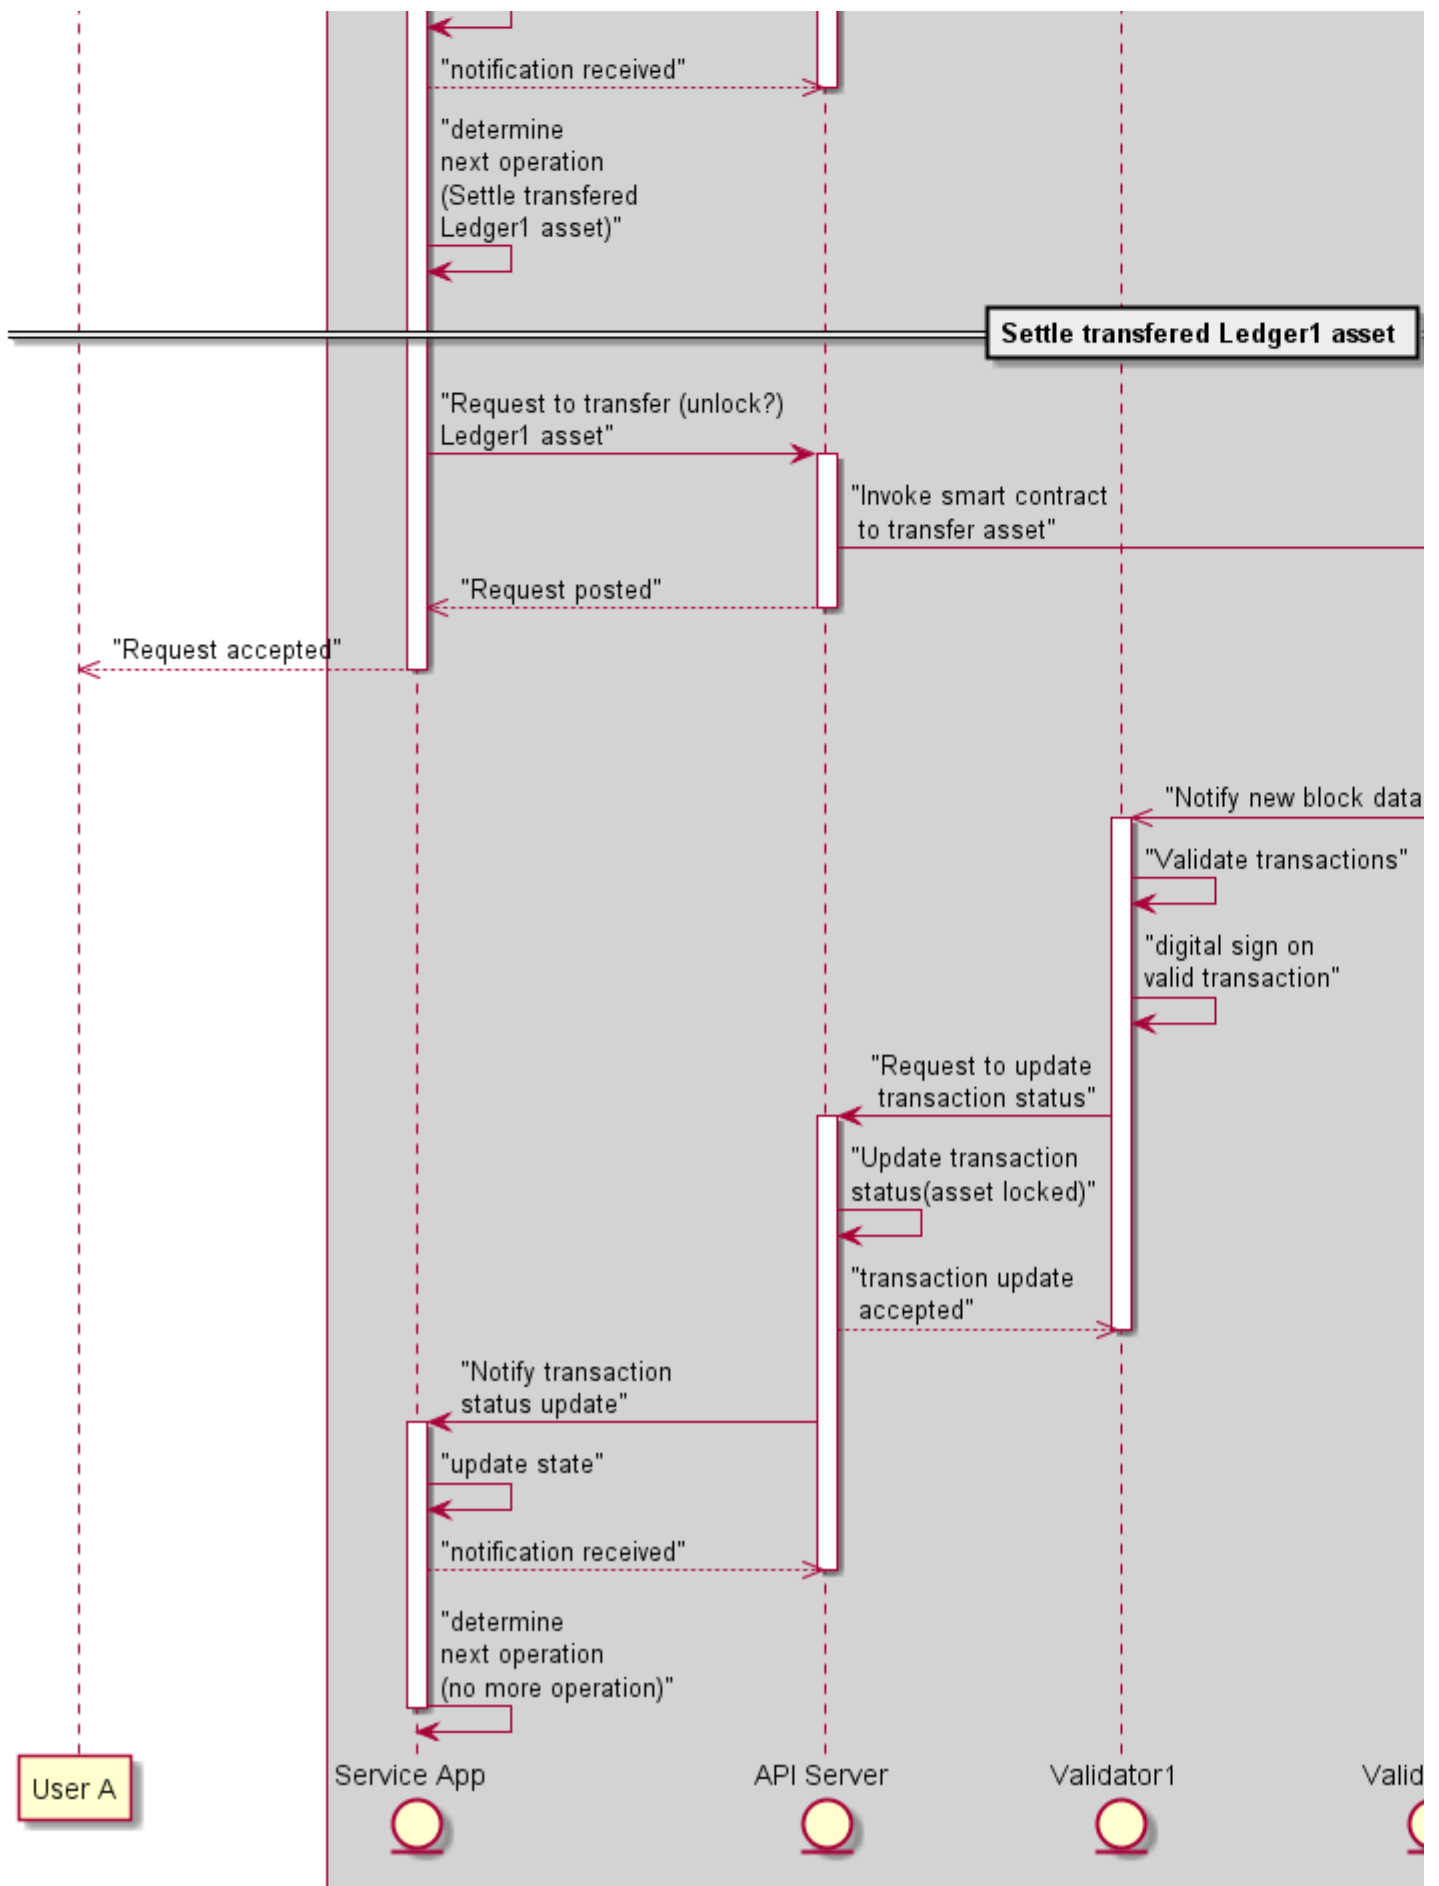 "notification received"
"determine
next operation
(Settle transfered
Ledger1 asset)"
Settle transfered Ledger1 asset
"Request to transfer (unlock?)
Ledger1 asset"
"Invoke smart contract
to transfer asset"
"Request posted"
"Request accepted"
"Notify new block data
"Validate transactions"
"digital sign on
valid transaction"
"Request to update
transaction status"
"Update transaction
status(asset locked)"
"transaction update
accepted"
"Notify transaction
status update"
"update state"
"notification received"
"determine
next operation
(no more operation)"
User A
Service App
API Server
Validator1
Valid